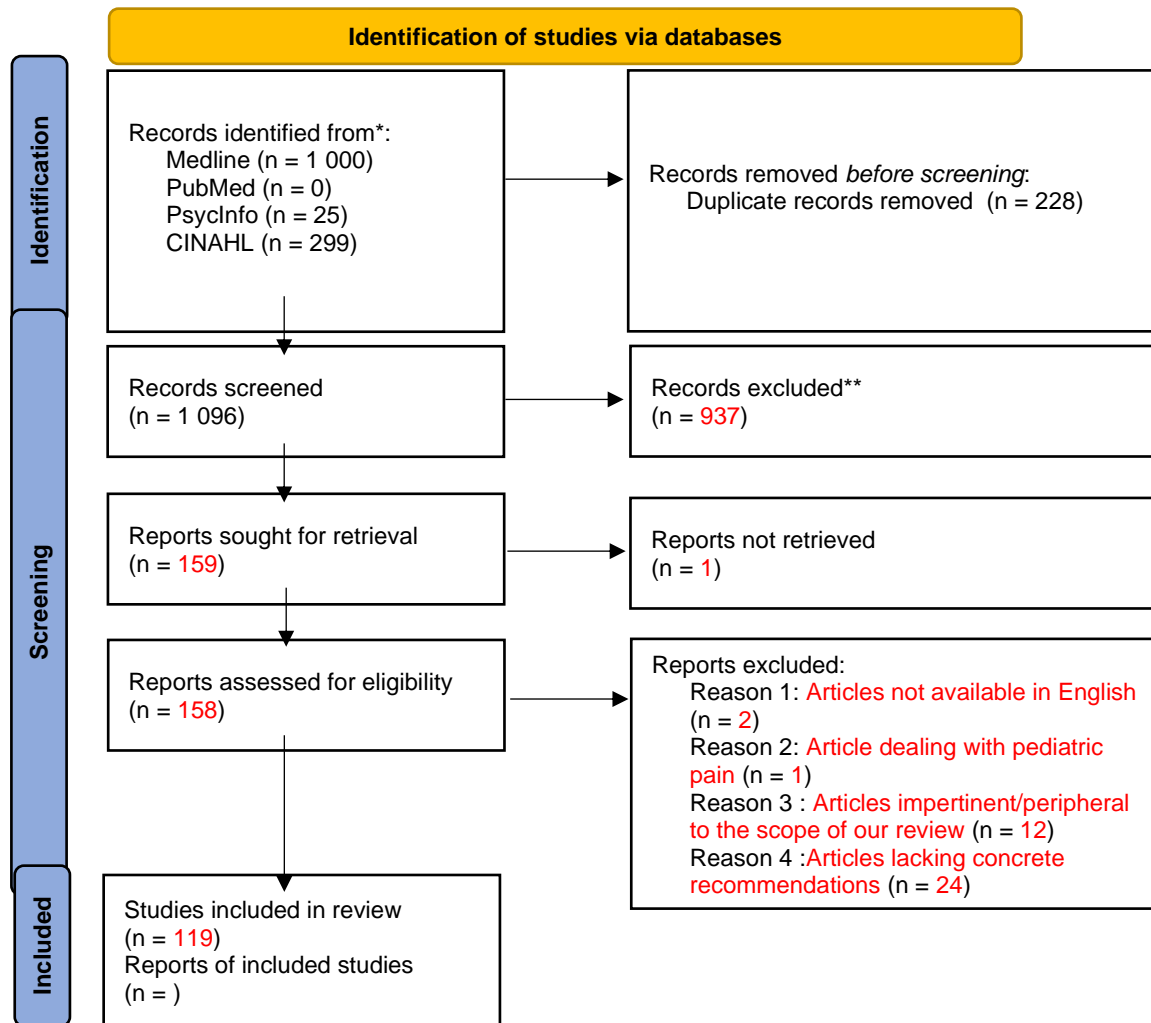 Identification of studies via databases
Identification
Records identified from*:
Medline (n = 1 000)
PubMed (n = 0)
PsycInfo (n = 25)
CINAHL (n = 299)
Records removed before screening:
Duplicate records removed  (n = 228)
Screening
Records screened
(n = 1 096)
Records excluded**
(n = 937)
Reports sought for retrieval
(n = 159)
Reports not retrieved
(n = 1)
Reports assessed for eligibility
(n = 158)
Reports excluded:
Reason 1: Articles not available in English
(n = 2)
Reason 2: Article dealing with pediatric
pain (n = 1)
Reason 3 : Articles impertinent/peripheral
to the scope of our review (n = 12)
Reason 4 :Articles lacking concrete
recommendations (n = 24)
Included
Studies included in review
(n = 119)
Reports of included studies
(n = )